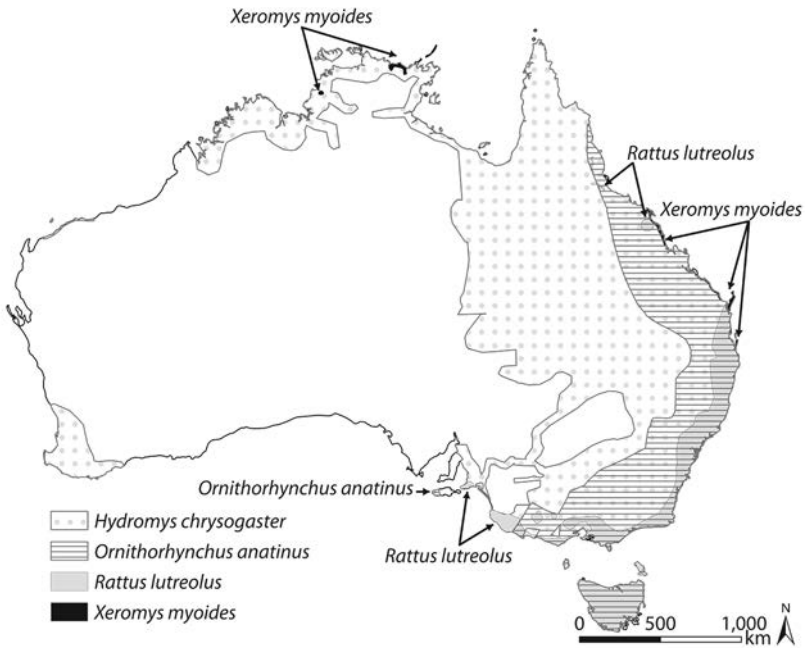 Xeromys myoides
Rattus lutreolus
Xeromys myoides
Ornithorhynchus anatinus
Rattus lutreolus
Hydromys chrysogaster
Ornithorhynchus anatinus
Rattus lutreolus
Xeromys myoides
0 500 1,000
km
N